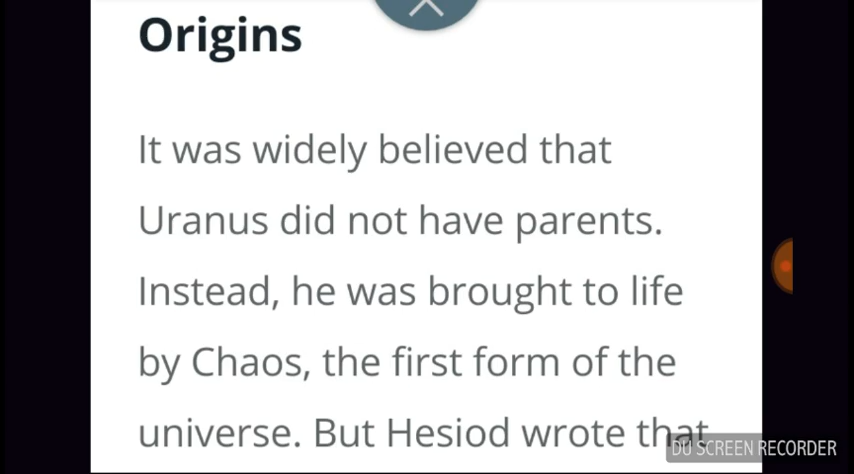 Origins
It was widely believed that
Uranus did not have parents.
Instead, he was brought to life
by Chaos, the first form of the
universe. But Hesiod wrote that
DU SCREEN RECORDER